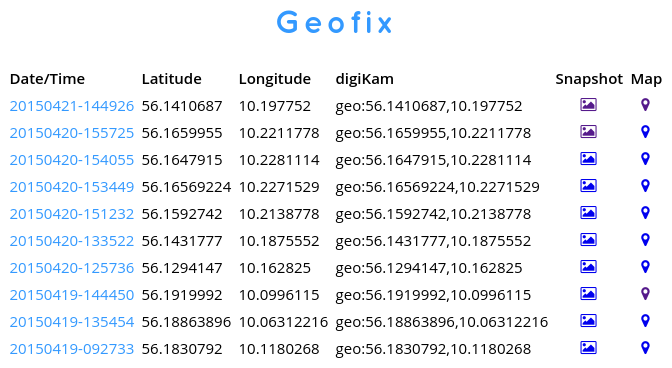 Geofix
Date/Time Latitude Longitude digiKam Snapshot Map
20150421-144926 56.1410687 10.197752 geo:56.1410687,10.197752
20150420-155725 56.1659955 10.2211778 geo:56.1659955,10.2211778
20150420-154055 56.1647915 10.2281114 geo:56.1647915,10.2281114
20150420-153449 56.16569224 10.2271529 geo:56.16569224,10.2271529
20150420-151232 56.1592742 10.2138778 geo:56.1592742,10.2138778
20150420-133522 56.1431777 10.1875552 geo:56.1431777,10.1875552
20150420-125736 56.1294147 10.162825 geo:56.1294147,10.162825
20150419-144450 56.1919992 10.0996115 geo:56.1919992,10.0996115
20150419-135454 56.18863896 10.06312216 geo:56.18863896,10.06312216
20150419-092733 56.1830792 10.1180268 geo:56.1830792,10.1180268